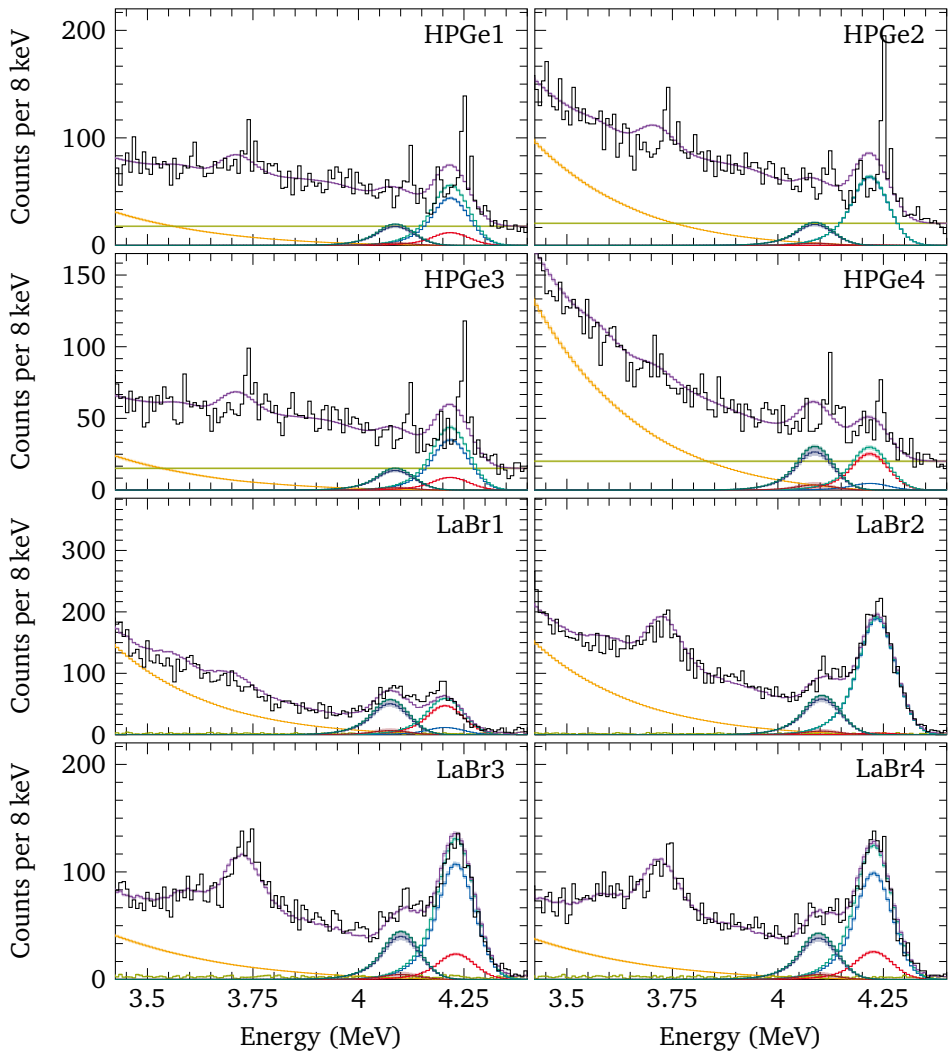 Counts per 8 keV
200
100
0
HPGe1
HPGe2
Counts per 8 keV
150
100
50
0
HPGe3
HPGe4
Counts per 8 keV
300
200
100
0
LaBr1
LaBr2
Counts per 8 keV
200
100
0
LaBr3
LaBr4
3.5 3.75 4 4.25
3.5 3.75 4 4.25
Energy (MeV)
Energy (MeV)